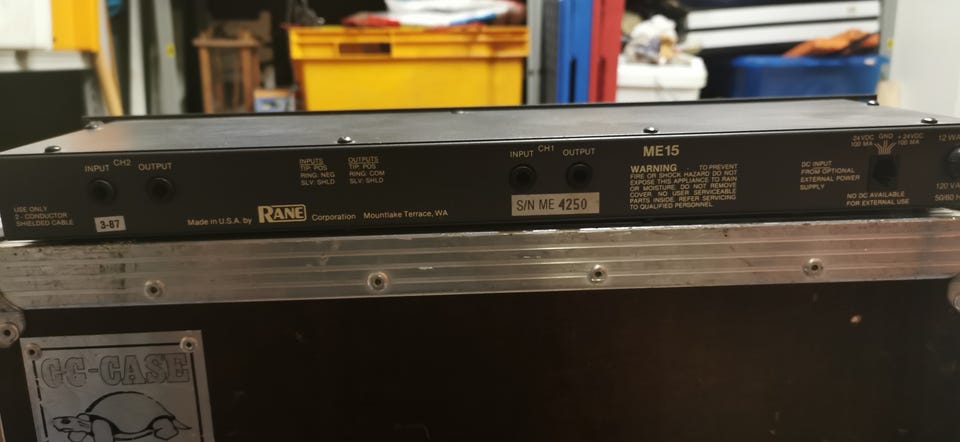 INPUT CH2 OUTPUT
USE ONLY
2 - CONDUCTOR
SHIELDED CABLE
3-87
INPUTS
TIP: POS
RING: NEG
SLV: SHLD
OUTPUTS
TIP: POS
RING: COM
SLV: SHLD
Made in U.S.A. by RANE Corporation Mountlake Terrace, WA
INPUT CH1 OUTPUT
S/N ME 4250
ME15
WARNING TO PREVENT
FIRE OR SHOCK HAZARD DO NOT
EXPOSE THIS APPLIANCE TO RAIN
OR MOISTURE. DO NOT REMOVE
COVER. NO USER SERVICEABLE
PARTS INSIDE. REFER SERVICING
TO QUALIFIED PERSONNEL.
DC INPUT
FROM OPTIONAL
EXTERNAL POWER
SUPPLY
-24VDC GND +24VDC
100 MA 100 MA
NO DC AVAILABLE
FOR EXTERNAL USE
12 WA
120 VA
50/60 H
GC-CASE